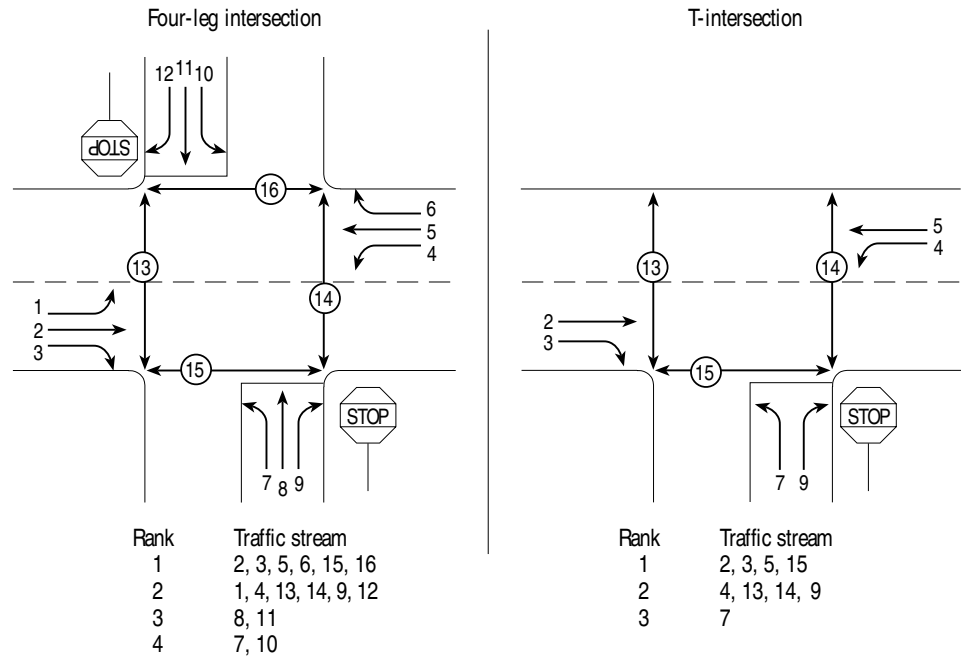 Four-leg intersection
T-intersection
12 11 10
STOP
16
6
5
4
13
14
1
2
3
15
STOP
7 8 9
5
4
13
14
2
3
15
STOP
7 9
Rank Traffic stream
1 2, 3, 5, 6, 15, 16
2 1, 4, 13, 14, 9, 12
3 8, 11
4 7, 10
Rank Traffic stream
1 2, 3, 5, 15
2 4, 13, 14, 9
3 7